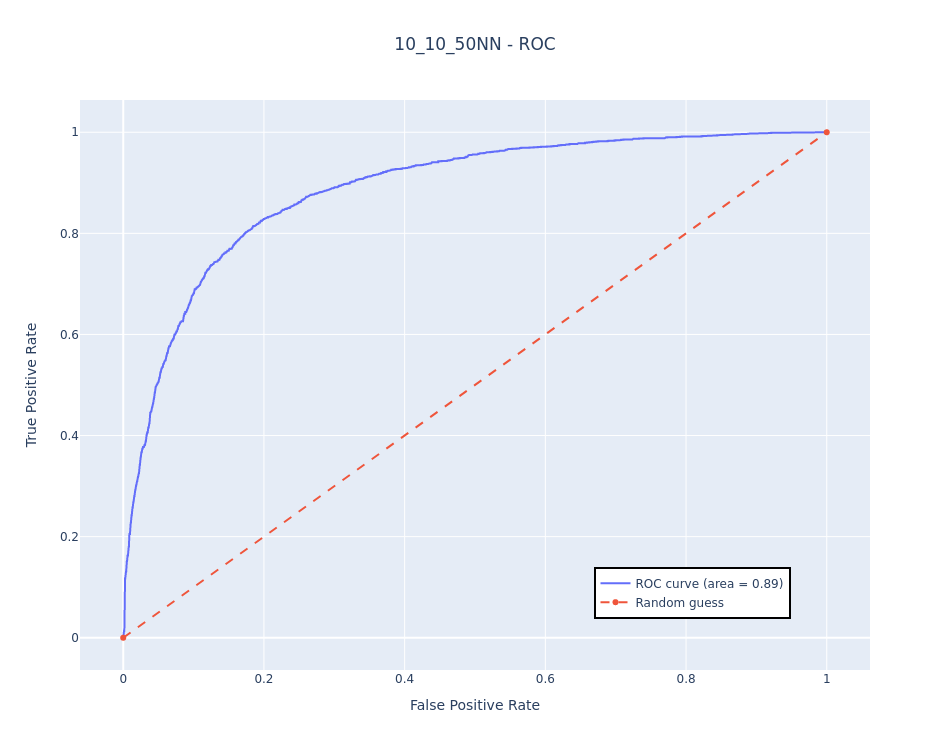 10_10_50NN - ROC
1
0.8
0.6
0.4
0.2
0
True Positive Rate
0 0.2 0.4 0.6 0.8 1
False Positive Rate
ROC curve (area = 0.89)
Random guess